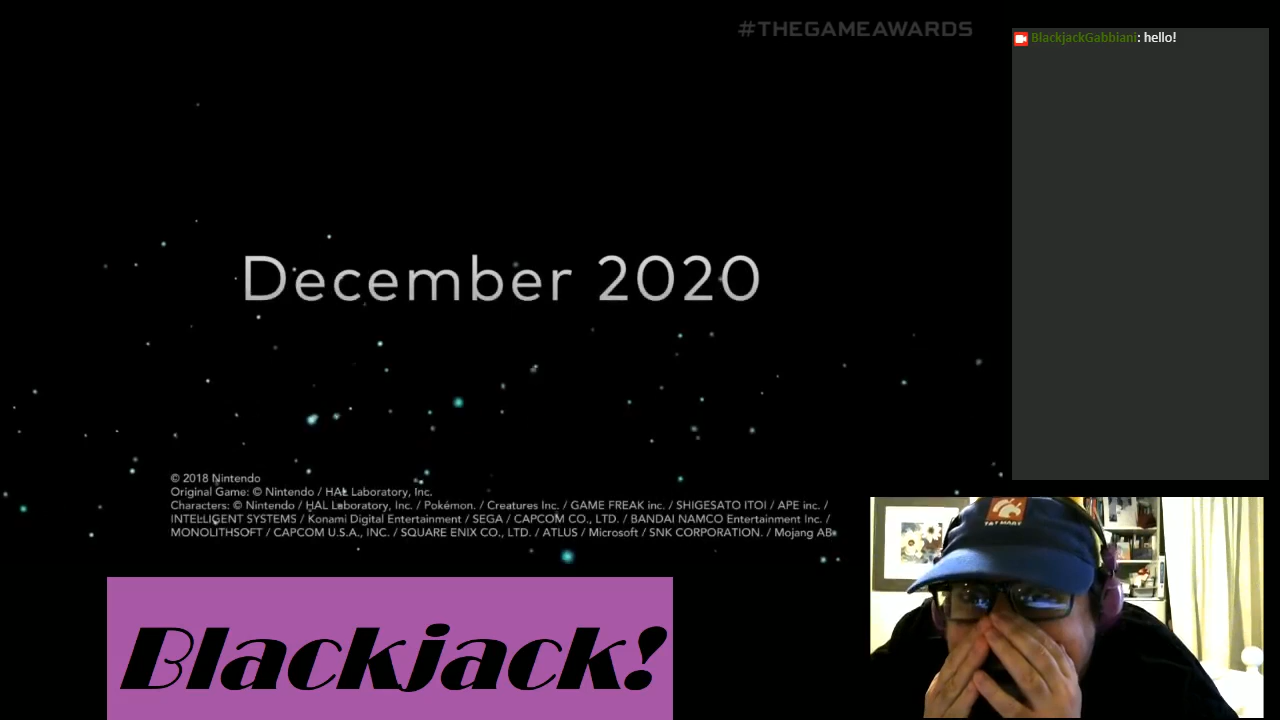 #THEGAMEAWARDS
BlackjackGabbiani: hello!
December 2020
© 2018 Nintendo
Original Game: © Nintendo / HAL Laboratory, Inc.
Characters: © Nintendo / HAL Laboratory, Inc. / Pokémon. / Creatures Inc. / GAME FREAK inc. / SHIGESATO ITOI / APE inc. /
INTELLIGENT SYSTEMS / Konami Digital Entertainment / SEGA / CAPCOM CO., LTD. / BANDAI NAMCO Entertainment Inc. /
MONOLITHSOFT / CAPCOM U.S.A., INC. / SQUARE ENIX CO., LTD. / ATLUS / Microsoft / SNK CORPORATION. / Mojang AB
Blackjack!